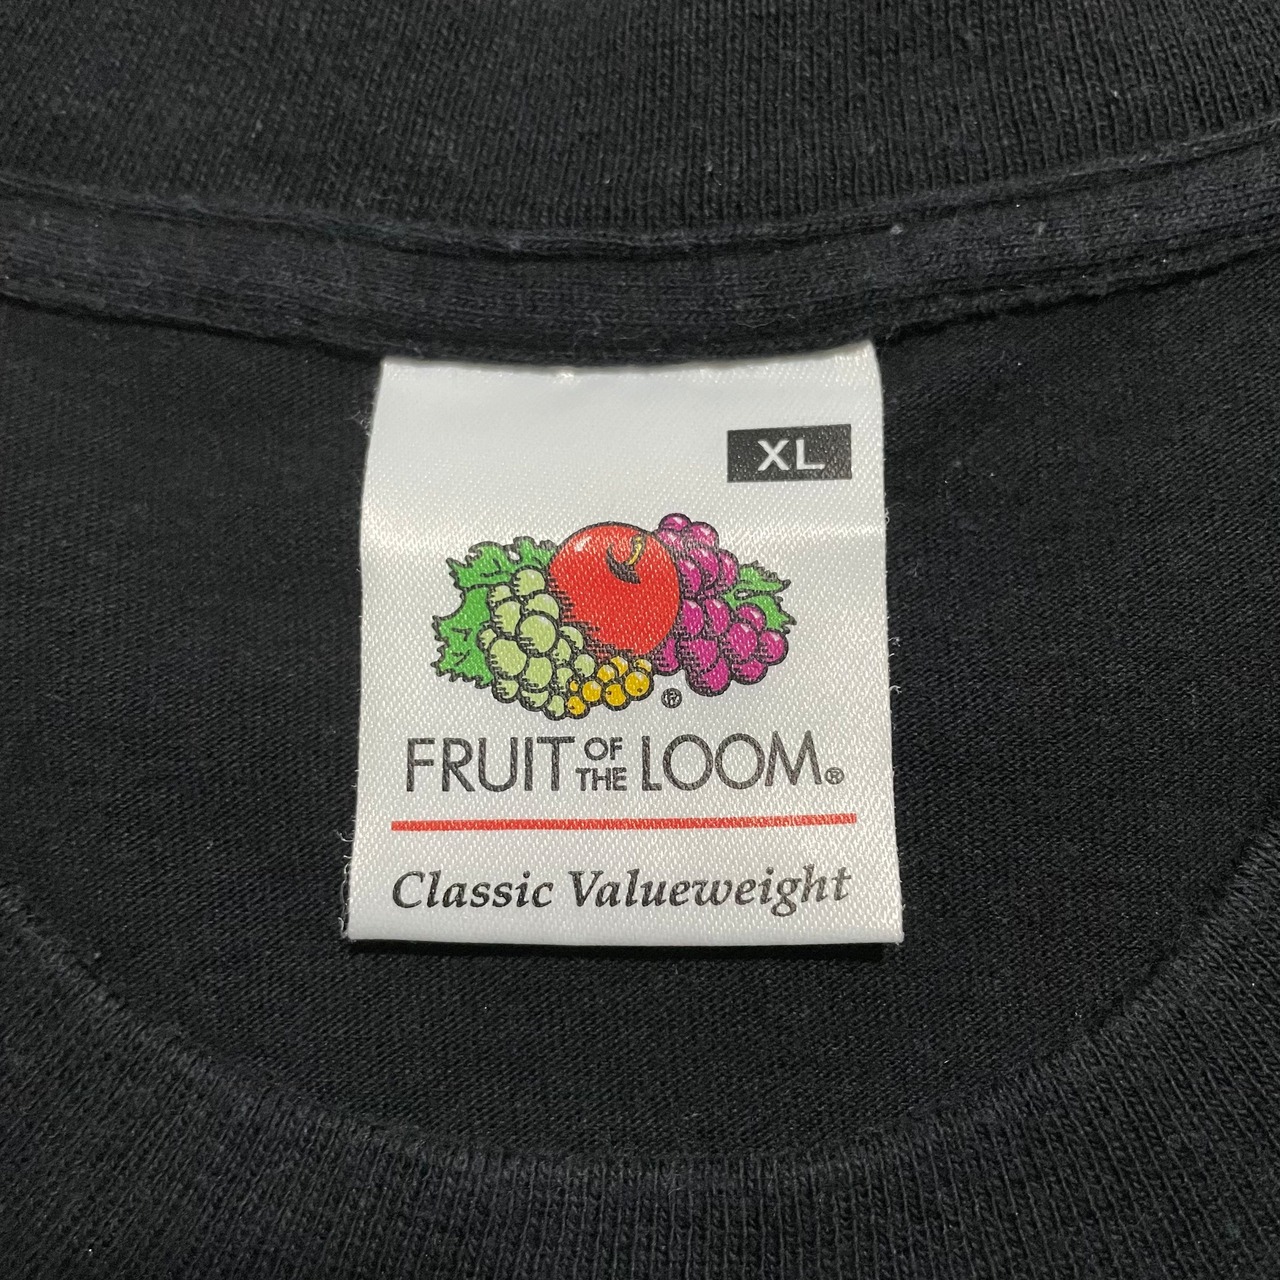 XL
®
FRUIT OF THE LOOM®
Classic Valueweight